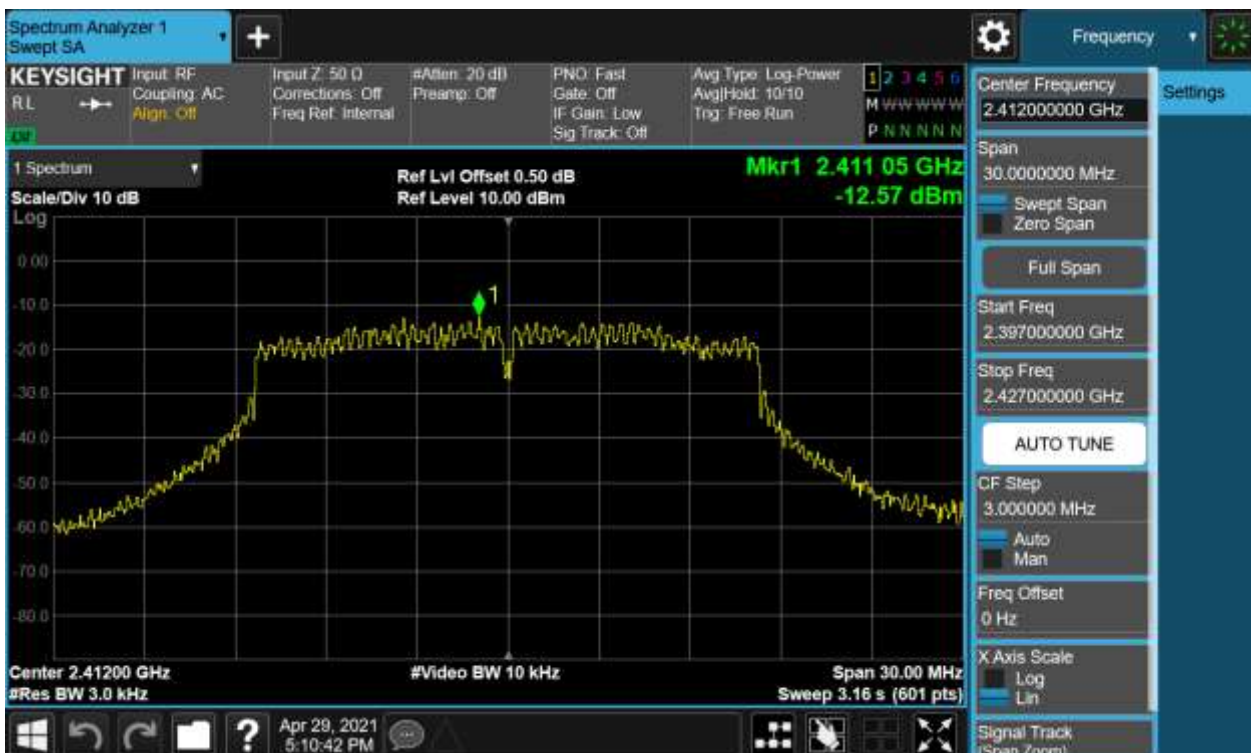 Spectrum Analyzer 1
Swept SA
+
Frequency
KEYSIGHT
RL
Input: RF
Coupling: AC
Align: Off
Input Z: 50 Ω
Corrections: Off
Freq Ref: Internal
#Atten: 20 dB
Preamp: Off
PNO: Fast
Gate: Off
IF Gain: Low
Sig Track: Off
Avg Type: Log-Power
Avg|Hold: 10/10
Trig: Free Run
1 2 3 4 5 6
M W W W W W
P N N N N N
Center Frequency
2.412000000 GHz
Settings
Span
30.0000000 MHz
Swept Span
Zero Span
Full Span
Start Freq
2.397000000 GHz
Stop Freq
2.427000000 GHz
AUTO TUNE
CF Step
3.000000 MHz
Auto
Man
Freq Offset
0 Hz
X Axis Scale
Log
Lin
Signal Track
(Span Zoom)
1 Spectrum
Scale/Div 10 dB
Ref Lvl Offset 0.50 dB
Ref Level 10.00 dBm
Mkr1 2.411 05 GHz
-12.57 dBm
Log
0.00
-10.0
1
-20.0
-30.0
-40.0
-50.0
-60.0
-70.0
-80.0
Center 2.41200 GHz
#Video BW 10 kHz
Span 30.00 MHz
#Res BW 3.0 kHz
Sweep 3.16 s (601 pts)
?
Apr 29, 2021
5:10:42 PM